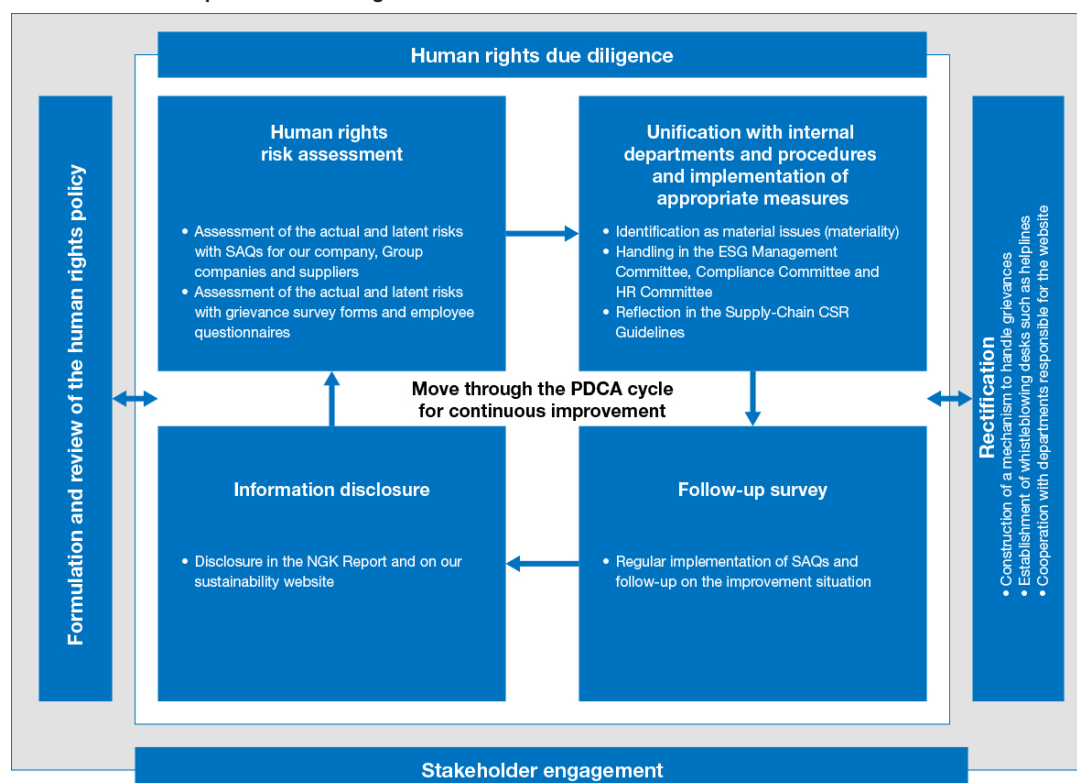 Human rights due diligence
Formulation and review of the human rights policy
Human rights
risk assessment
• Assessment of the actual and latent risks
with SAQs for our company, Group
companies and suppliers
• Assessment of the actual and latent risks
with grievance survey forms and employee
questionnaires
Unification with internal
departments and procedures
and implementation of
appropriate measures
• Identification as material issues (materiality)
• Handling in the ESG Management
Committee, Compliance Committee and
HR Committee
• Reflection in the Supply-Chain CSR
Guidelines
Move through the PDCA cycle
for continuous improvement
Information disclosure
• Disclosure in the NGK Report and on our
sustainability website
Follow-up survey
• Regular implementation of SAQs and
follow-up on the improvement situation
Rectification
• Construction of a mechanism to handle grievances
• Establishment of whistleblowing desks such as helplines
• Cooperation with departments responsible for the website
Stakeholder engagement